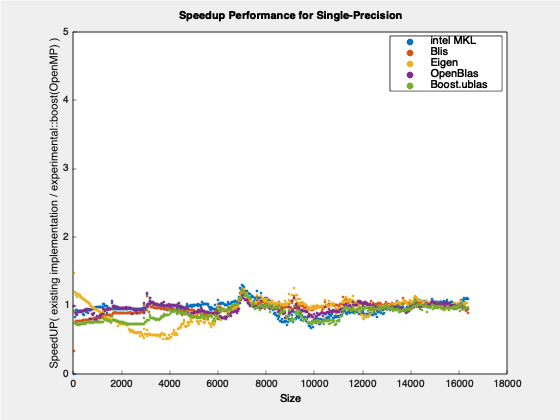 Speedup Performance for Single-Precision
SpeedUP( existing implementation / experimental::boost(OpenMP) )
5
4
3
2
1
0
intel MKL
Blis
Eigen
OpenBlas
Boost.ublas
0 2000 4000 6000 8000 10000 12000 14000 16000 18000
Size